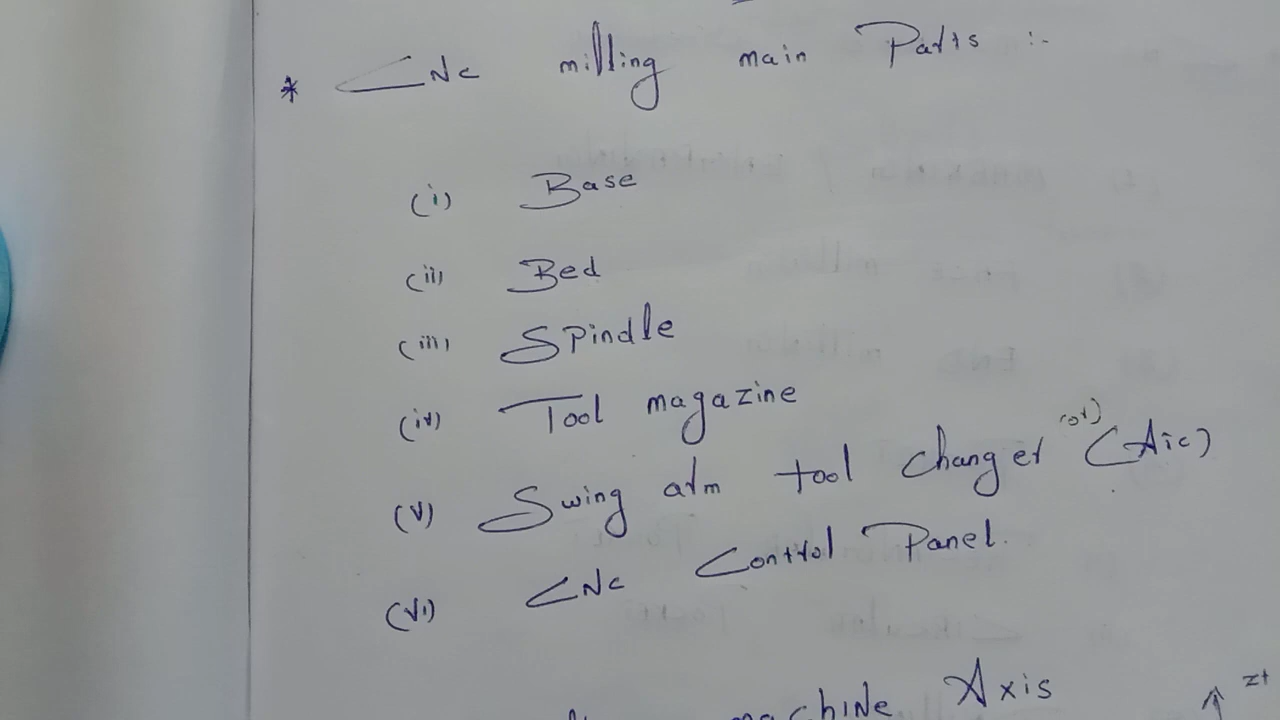 * CNC milling main Parts :-
(i) Base
(ii) Bed
(iii) Spindle
(iv) Tool magazine
(v) Swing arm tool changer (or) (Aic)
(vi) CNC Control Panel.
machine Axis
z+